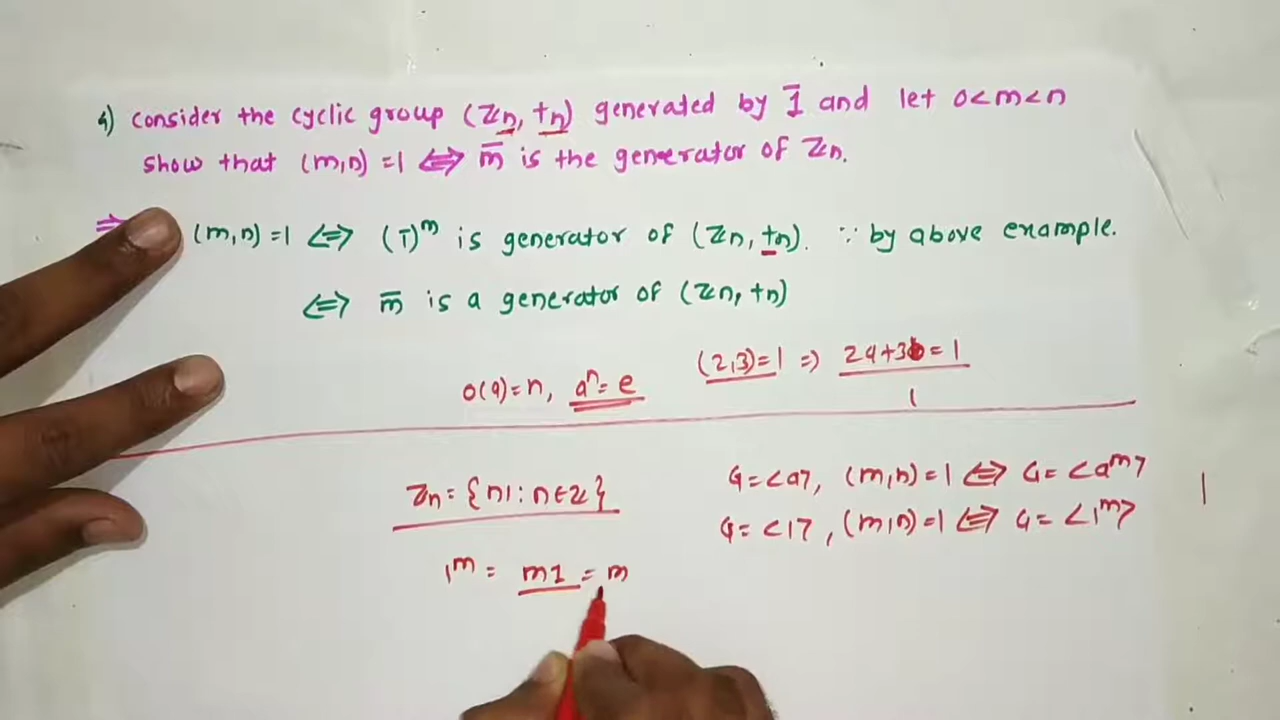 4) consider the cyclic group (Zn, +n) generated by 1̅ and let 0<m<n
show that (m,n) =1 ⇔ m̅ is the generator of Zn.
⇒ (m,n) =1 ⇔ (1̅)^m is generator of (Zn, +n). ∵ by above example.
⇔ m̅ is a generator of (Zn, +n)
(2,3)=1 ⇒ 2a+3b=1
1
o(a)=n, a^n = e
Zn = {n1 : n∈Z}
G=<a>, (m,n)=1 ⇔ G=<a^m>
G=<1>, (m,n)=1 ⇔ G=<1^m>
1^m = m1 = m